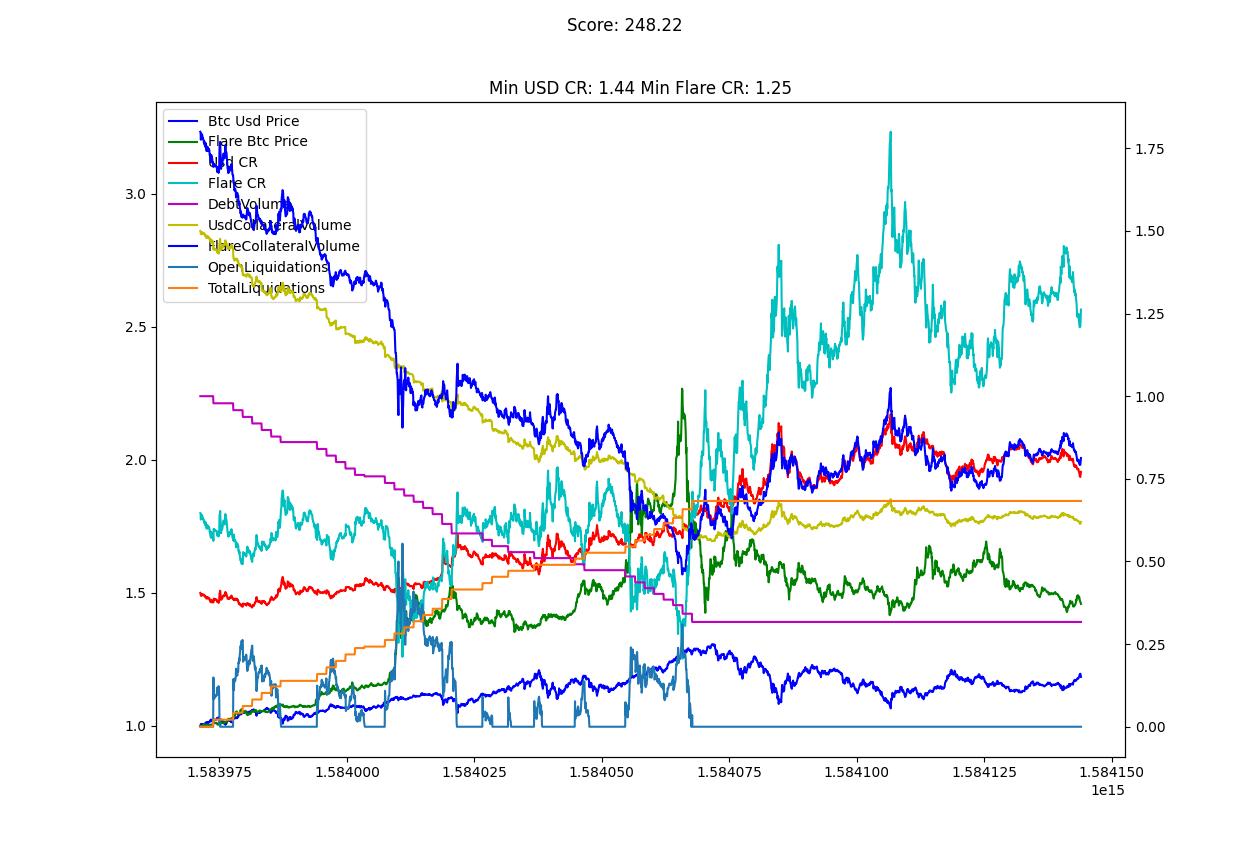 Score: 248.22
Min USD CR: 1.44 Min Flare CR: 1.25
Btc Usd Price
Flare Btc Price
Usd CR
Flare CR
DebtVolume
UsdCollateralVolume
FlareCollateralVolume
OpenLiquidations
TotalLiquidations
3.0
2.5
2.0
1.5
1.0
1.75
1.50
1.25
1.00
0.75
0.50
0.25
0.00
1.583975
1.584000
1.584025
1.584050
1.584075
1.584100
1.584125
1.584150
1e15